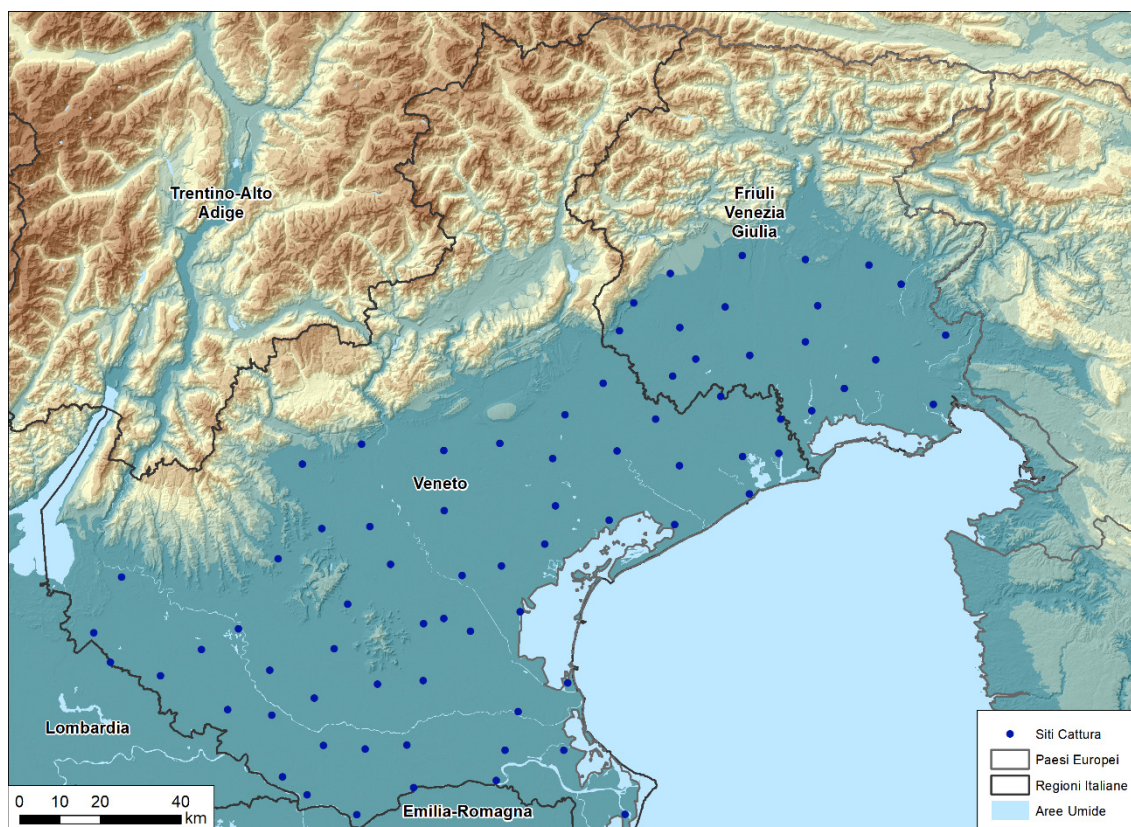 Trentino-Alto
Adige
Friuli
Venezia
Giulia
Veneto
Lombardia
Emilia-Romagna
0 10 20 40
km
Siti Cattura
Paesi Europei
Regioni Italiane
Aree Umide